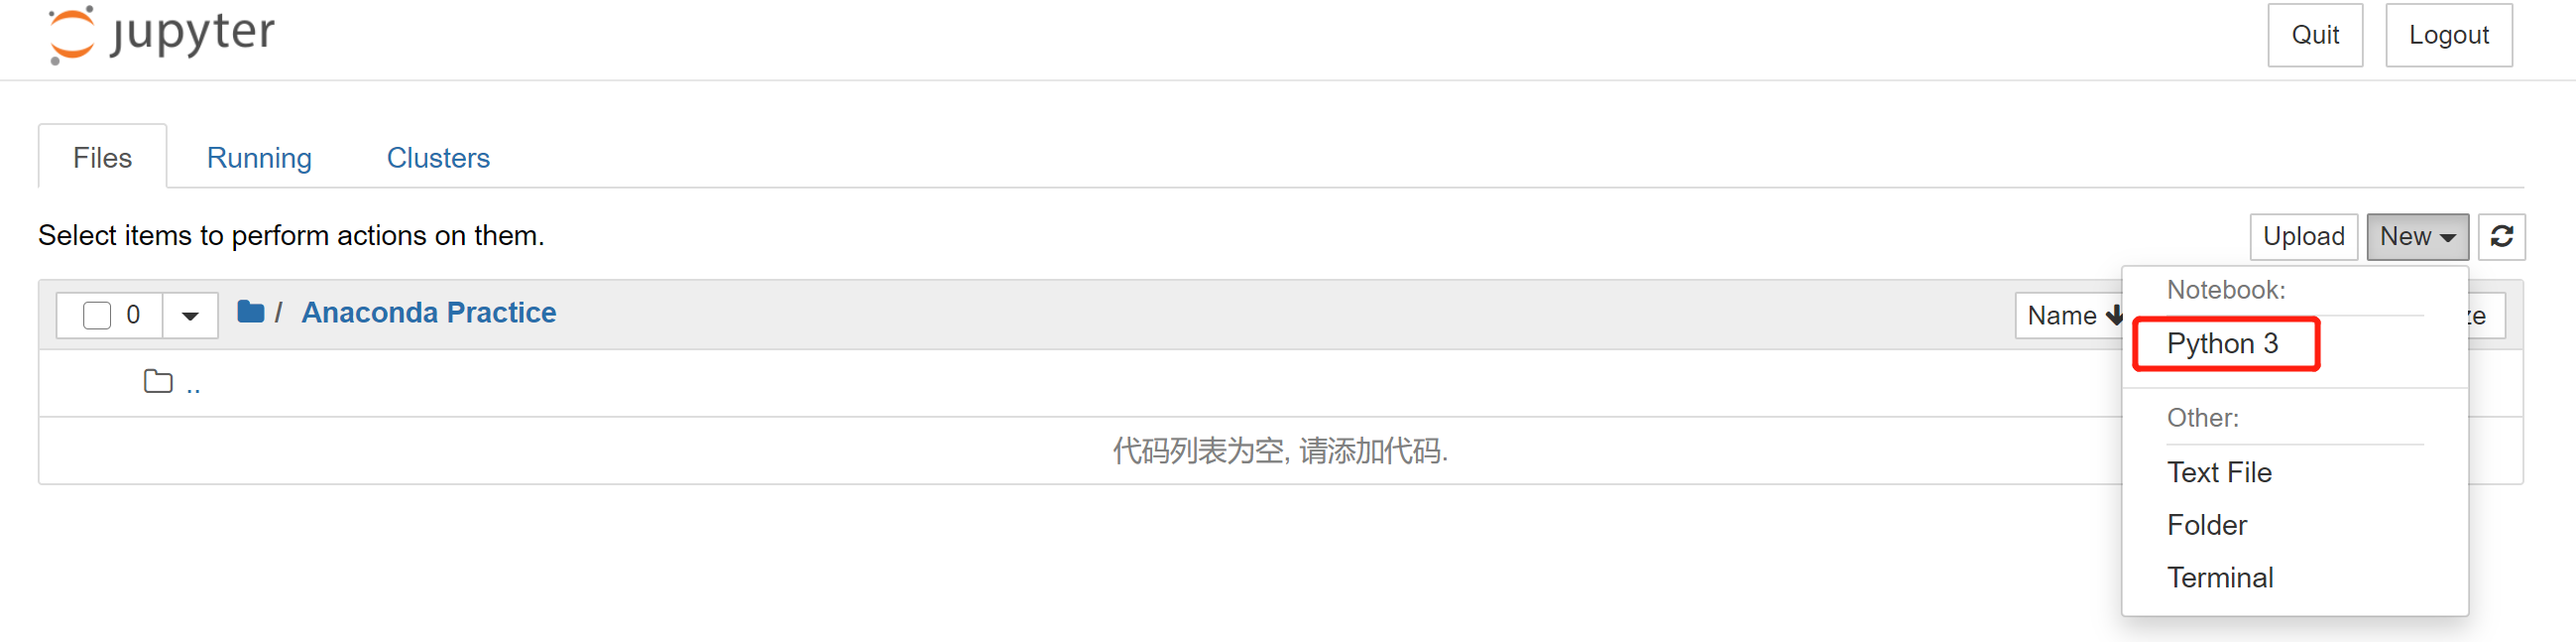 jupyter
Quit Logout
Files Running Clusters
Select items to perform actions on them.
Upload New
0 / Anaconda Practice
Name
Notebook:
Python 3
..
Other:
代码列表为空, 请添加代码.
Text File
Folder
Terminal